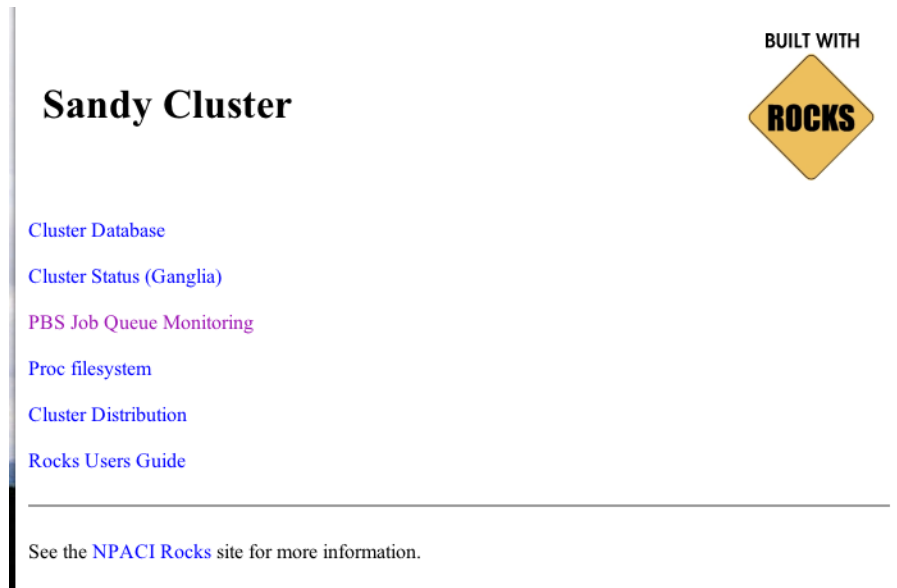 BUILT WITH
ROCKS
Sandy Cluster
Cluster Database
Cluster Status (Ganglia)
PBS Job Queue Monitoring
Proc filesystem
Cluster Distribution
Rocks Users Guide
See the NPACI Rocks site for more information.